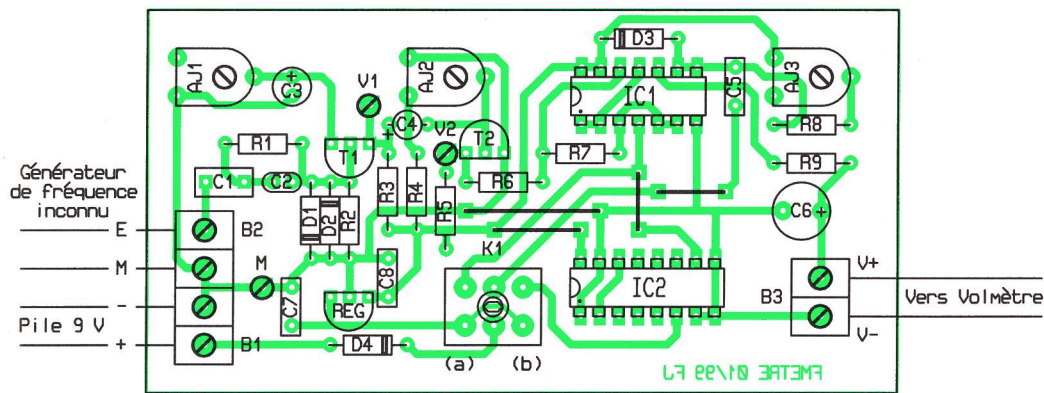 AJ1
C3
+
V1
AJ2
D3
AJ3
C4
+
V2
T1
T2
IC1
C5
R8
R1
R7
R9
Générateur
de fréquence
inconnu
C1
C2
R3
R4
R5
R6
D1
D2
R2
C6
+
E
B2
M
M
K1
C8
C7
REG
IC2
B3
V+
Vers Volmètre
V-
-
Pile 9 V
+
B1
D4
(a)
(b)
FMETRE 01/99 FJ